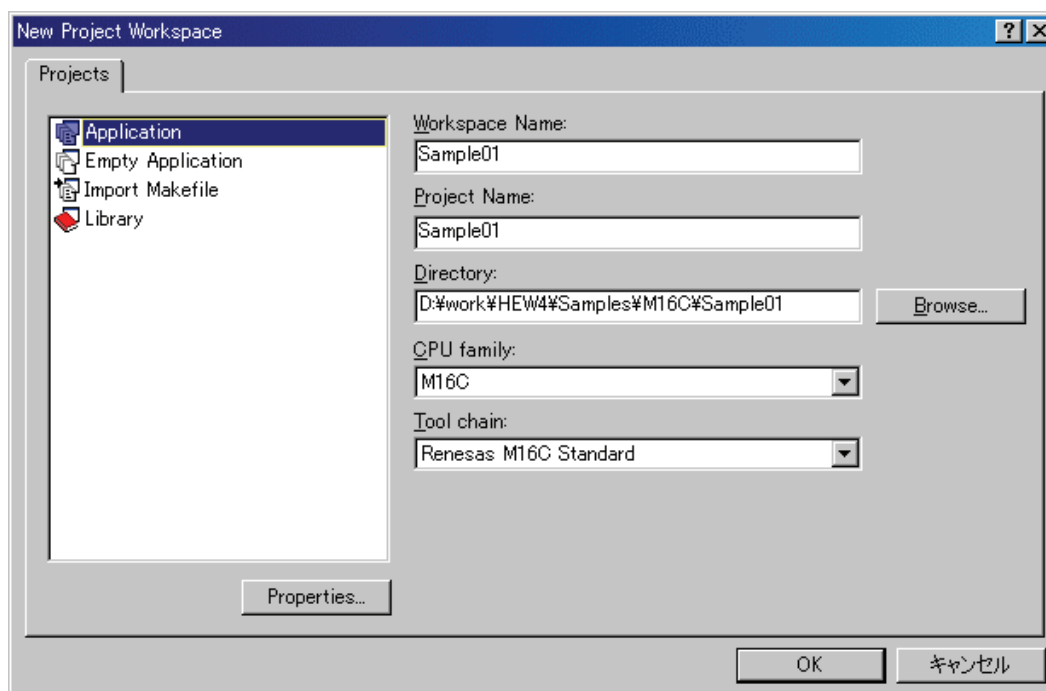 New Project Workspace
Projects
Application
Empty Application
Import Makefile
Library
Properties...
Workspace Name:
Sample01
Project Name:
Sample01
Directory:
D:¥work¥HEW4¥Samples¥M16C¥Sample01
Browse...
CPU family:
M16C
Tool chain:
Renesas M16C Standard
OK
キャンセル